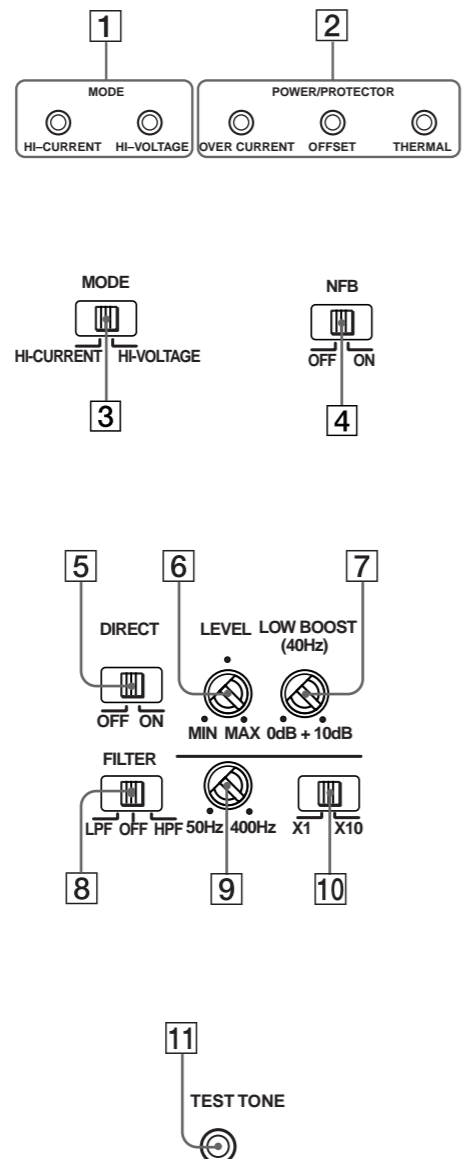 1 2
MODE POWER/PROTECTOR
HI–CURRENT HI–VOLTAGE OVER CURRENT OFFSET THERMAL
MODE NFB
HI-CURRENT HI-VOLTAGE OFF ON
3 4
5 6 7
DIRECT LEVEL LOW BOOST
(40Hz)
OFF ON MIN MAX 0dB + 10dB
FILTER
LPF OFF HPF 50Hz 400Hz X1 X10
8 9 10
11
TEST TONE